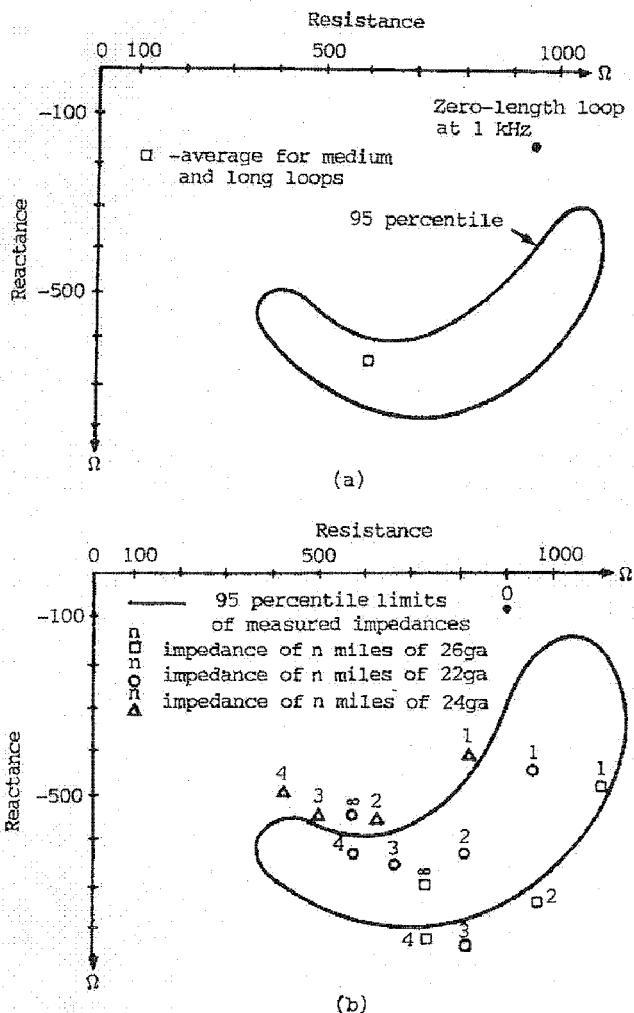 Resistance
0 100 500 1000
Ω
-100
Zero-length loop
at 1 kHz
□ -average for medium
and long loops
95 percentile
Reactance
-500
Ω
(a)
Resistance
0 100 500 1000
Ω
0
-100
95 percentile limits
of measured impedances
n
□ impedance of n miles of 26ga
n
○ impedance of n miles of 22ga
n
△ impedance of n miles of 24ga
Reactance
1
1
1
-500
4
3
∞
2
4
3
2
∞
2
4
3
Ω
(b)